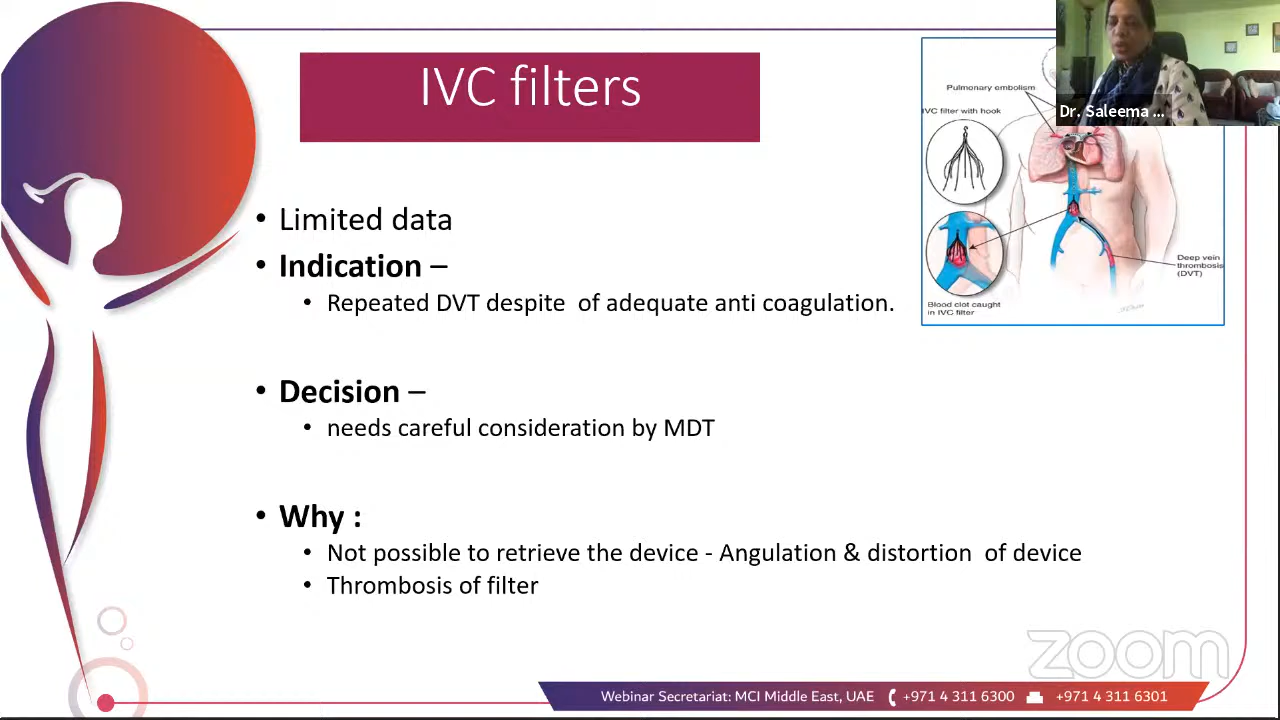 IVC filters
Dr. Saleema ...
Pulmonary embolism
IVC filter with hook
Deep vein
thrombosis
(DVT)
Blood clot caught
in IVC filter
• Limited data
• Indication –
• Repeated DVT despite of adequate anti coagulation.
• Decision –
• needs careful consideration by MDT
• Why :
• Not possible to retrieve the device - Angulation & distortion of device
• Thrombosis of filter
zoom
Webinar Secretariat: MCI Middle East, UAE +971 4 311 6300 +971 4 311 6301